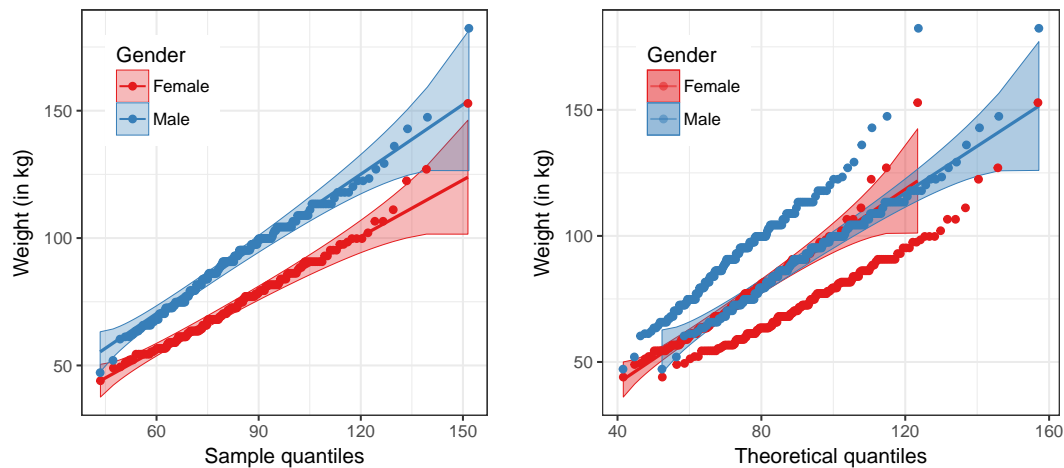 Gender
Female
Male
150
100
50
Weight (in kg)
60
90
120
150
Sample quantiles
Gender
Female
Male
150
100
50
Weight (in kg)
40
80
120
160
Theoretical quantiles